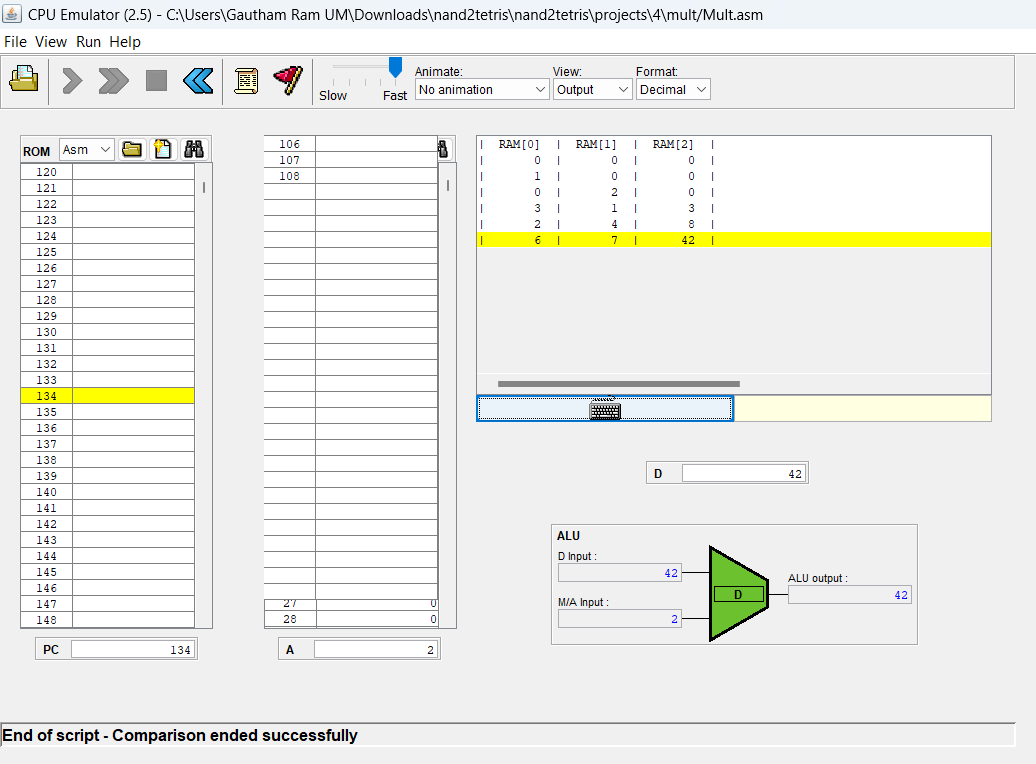 CPU Emulator (2.5) - C:\Users\Gautham Ram UM\Downloads\nand2tetris\nand2tetris\projects\4\mult/Mult.asm
File View Run Help
Slow Fast
Animate:
No animation
View:
Output
Format:
Decimal
ROM Asm
120
121
122
123
124
125
126
127
128
129
130
131
132
133
134
135
136
137
138
139
140
141
142
143
144
145
146
147
148
PC 134
106
107
108
27 0
28 0
A 2
| RAM[0] | RAM[1] | RAM[2] |
| 0 | 0 | 0 |
| 1 | 0 | 0 |
| 0 | 2 | 0 |
| 3 | 1 | 3 |
| 2 | 4 | 8 |
| 6 | 7 | 42 |
D 42
ALU
D Input :
42
M/A Input :
2
D
ALU output :
42
End of script - Comparison ended successfully